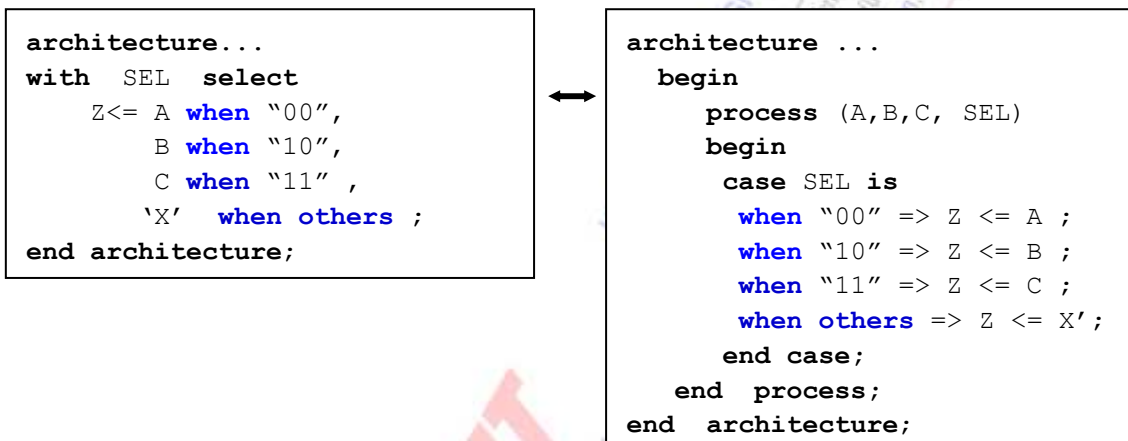 architecture...
with SEL select
Z<= A when “00”,
B when “10”,
C when “11” ,
‘X’ when others ;
end architecture;
architecture ...
begin
process (A,B,C, SEL)
begin
case SEL is
when “00” => Z <= A ;
when “10” => Z <= B ;
when “11” => Z <= C ;
when others => Z <= X’;
end case;
end process;
end architecture;